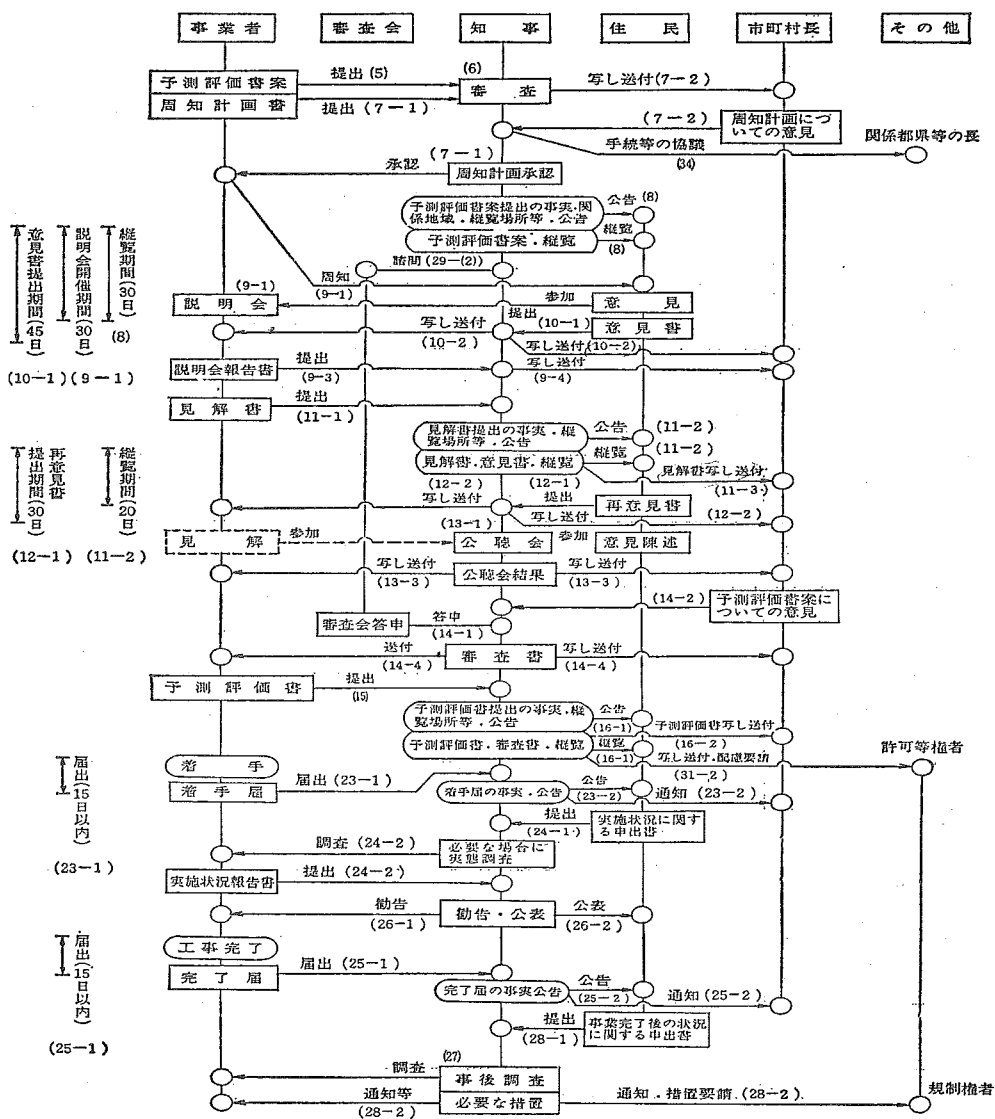 事業者 審査会 知事 住民 市町村長 その他
予測評価書案 提出(5) (6) 審査 写し送付(7-2)
周知計画書 提出(7-1)
(7-2) 周知計画についての意見
手続等の協議 (34) 関係都県等の長
承認 (7-1) 周知計画承認
予測評価書案提出の事実・関係地域・縦覧場所等・公告 公告(8)
予測評価書案・縦覧 縦覧 (8)
諮問(29-(2))
周知 (9-1)
意見書提出期間(45日) (10-1)
説明会開催期間(30日) (9-1)
縦覧期間(30日) (8)
(9-1) 説明会 参加 意見
写し送付 (10-2) 提出 (10-1) 意見書
写し送付(10-2)
説明会報告書 提出 (9-3) 写し送付 (9-4)
見解書 提出 (11-1)
見解書提出の事実・縦覧場所等・公告 公告 (11-2)
見解書・意見書・縦覧 縦覧 (11-2)
見解書写し送付 (11-3)
再意見書提出期間(30日) (12-1)
縦覧期間(20日) (11-2)
(12-2) 写し送付 (12-1) 提出 再意見書
写し送付 (12-2)
見解 参加 (13-1) 公聴会 参加 意見陳述
写し送付 (13-3) 公聴会結果 写し送付 (13-3)
(14-2) 予測評価書案についての意見
審査会答申 答申 (14-1)
送付 (14-4) 審査書 写し送付 (14-4)
予測評価書 提出 (15)
予測評価書提出の事実・縦覧場所等・公告 公告 (16-1)
予測評価書写し送付 (16-2)
予測評価書・審査書・縦覧 縦覧 (16-1)
写し送付・配慮要請 (31-2) 許可等権者
届出(15日以内) (23-1)
着手
着手届 届出(23-1)
着手届の事実・公告 公告 (23-2) 通知(23-2)
提出 (24-1) 実施状況に関する申出書
調査(24-2) 必要な場合に実態調査
実施状況報告書 提出(24-2)
勧告 (26-1) 勧告・公表 公表 (26-2)
届出(15日以内) (25-1)
工事完了
完了届 届出(25-1)
完了届の事実公告 公告 (25-2) 通知(25-2)
提出 (28-1) 事業完了後の状況に関する申出書
調査 (27) 事後調査
通知等 (28-2) 必要な措置 通知・措置要請(28-2) 規制権者